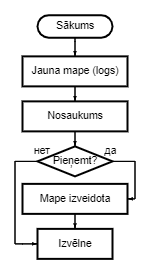 Sākums
Jauna mape (logs)
Nosaukums
нет
да
Pieņemt?
Mape izveidota
Izvēlne